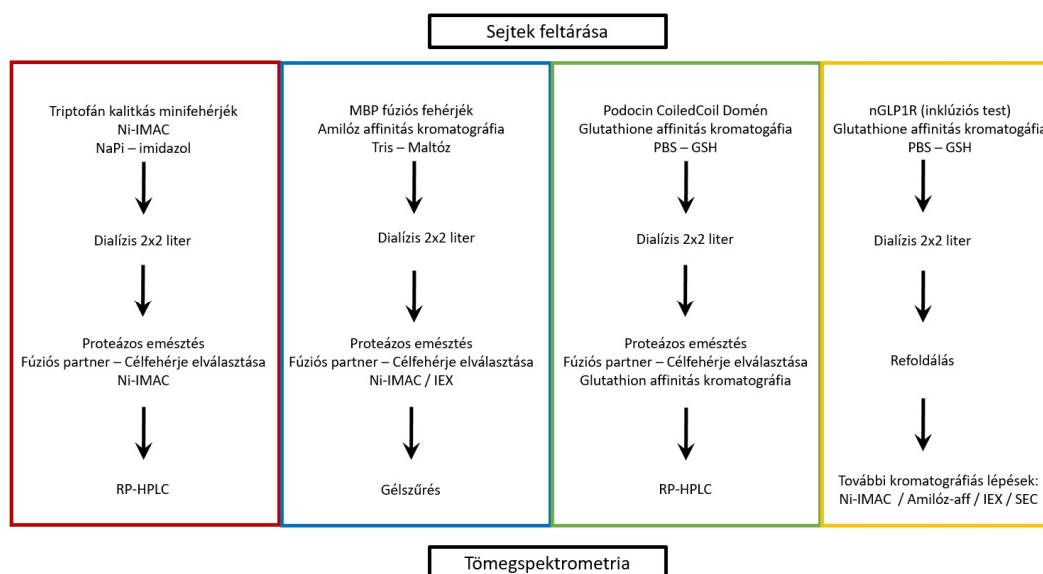 Sejtek feltárása
Triptofán kalitkás minifehérjék
Ni-IMAC
NaPi – imidazol
Dialízis 2x2 liter
Proteázos emésztés
Fúziós partner – Célfehérje elválasztása
Ni-IMAC
RP-HPLC
MBP fúziós fehérjék
Amilóz affinitás kromatográfia
Tris – Maltóz
Dialízis 2x2 liter
Proteázos emésztés
Fúziós partner – Célfehérje elválasztása
Ni-IMAC / IEX
Gélszűrés
Podocin CoiledCoil Domén
Glutathione affinitás kromatogáfia
PBS – GSH
Dialízis 2x2 liter
Proteázos emésztés
Fúziós partner – Célfehérje elválasztása
Glutathion affinitás kromatográfia
RP-HPLC
nGLP1R (inklúziós test)
Glutathione affinitás kromatogáfia
PBS – GSH
Dialízis 2x2 liter
Refoldálás
További kromatográfiás lépések:
Ni-IMAC / Amilóz-aff / IEX / SEC
Tömegspektrometria